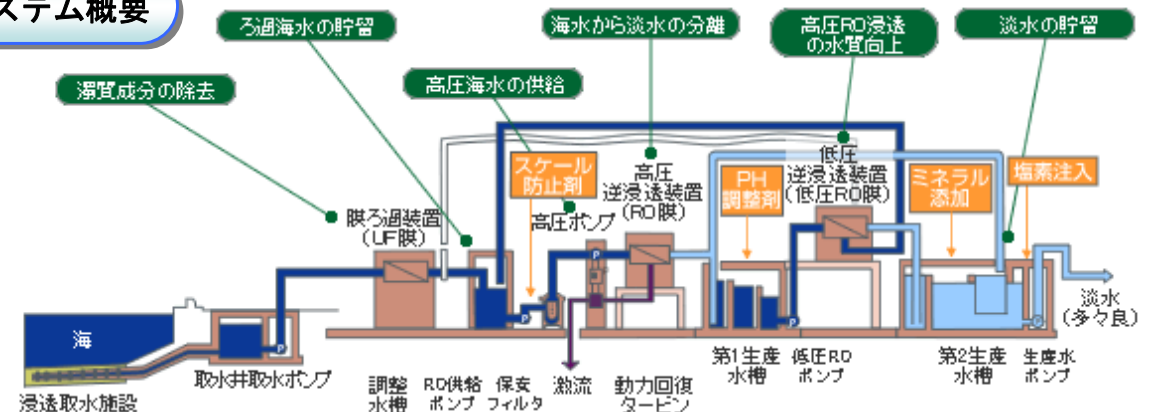 ステム概要
ろ過海水の貯留
海水から淡水の分離
高圧RO浸透
の水質向上
淡水の貯留
濁質成分の除去
高圧海水の供給
スケール
防止剤
高圧
逆浸透装置
(RO膜)
PH
調整剤
低圧
逆浸透装置
(低圧RO膜)
ミネラル
添加
塩素注入
膜ろ過装置
(UF膜)
高圧ポンプ
P
P
P
P
P
海
淡水
(多々良)
取水井取水ポンプ
浸透取水施設
調整
水槽
RO供給
ポンプ
保安
フィルタ
激流
動力回復
タービン
第1生産
水槽
低圧RO
ポンプ
第2生産
水槽
生産水
ポンプ